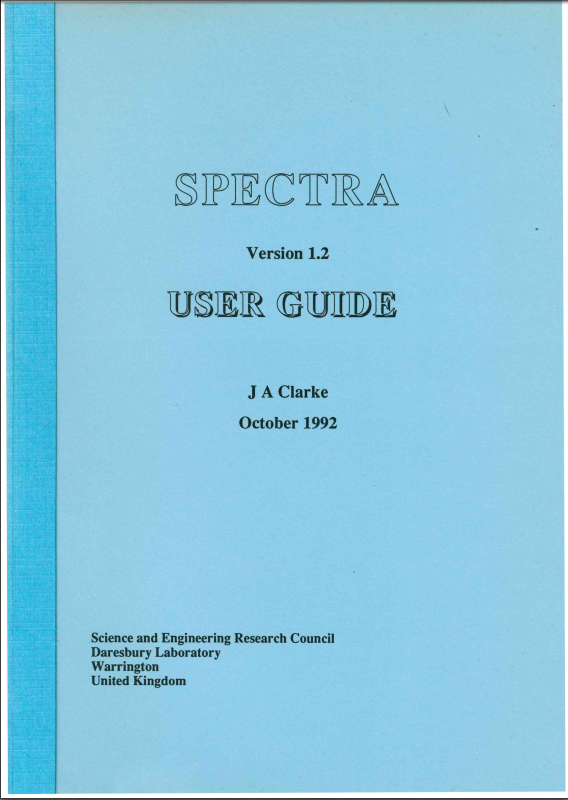 SPECTRA
Version 1.2
USER GUIDE
J A Clarke
October 1992
Science and Engineering Research Council
Daresbury Laboratory
Warrington
United Kingdom